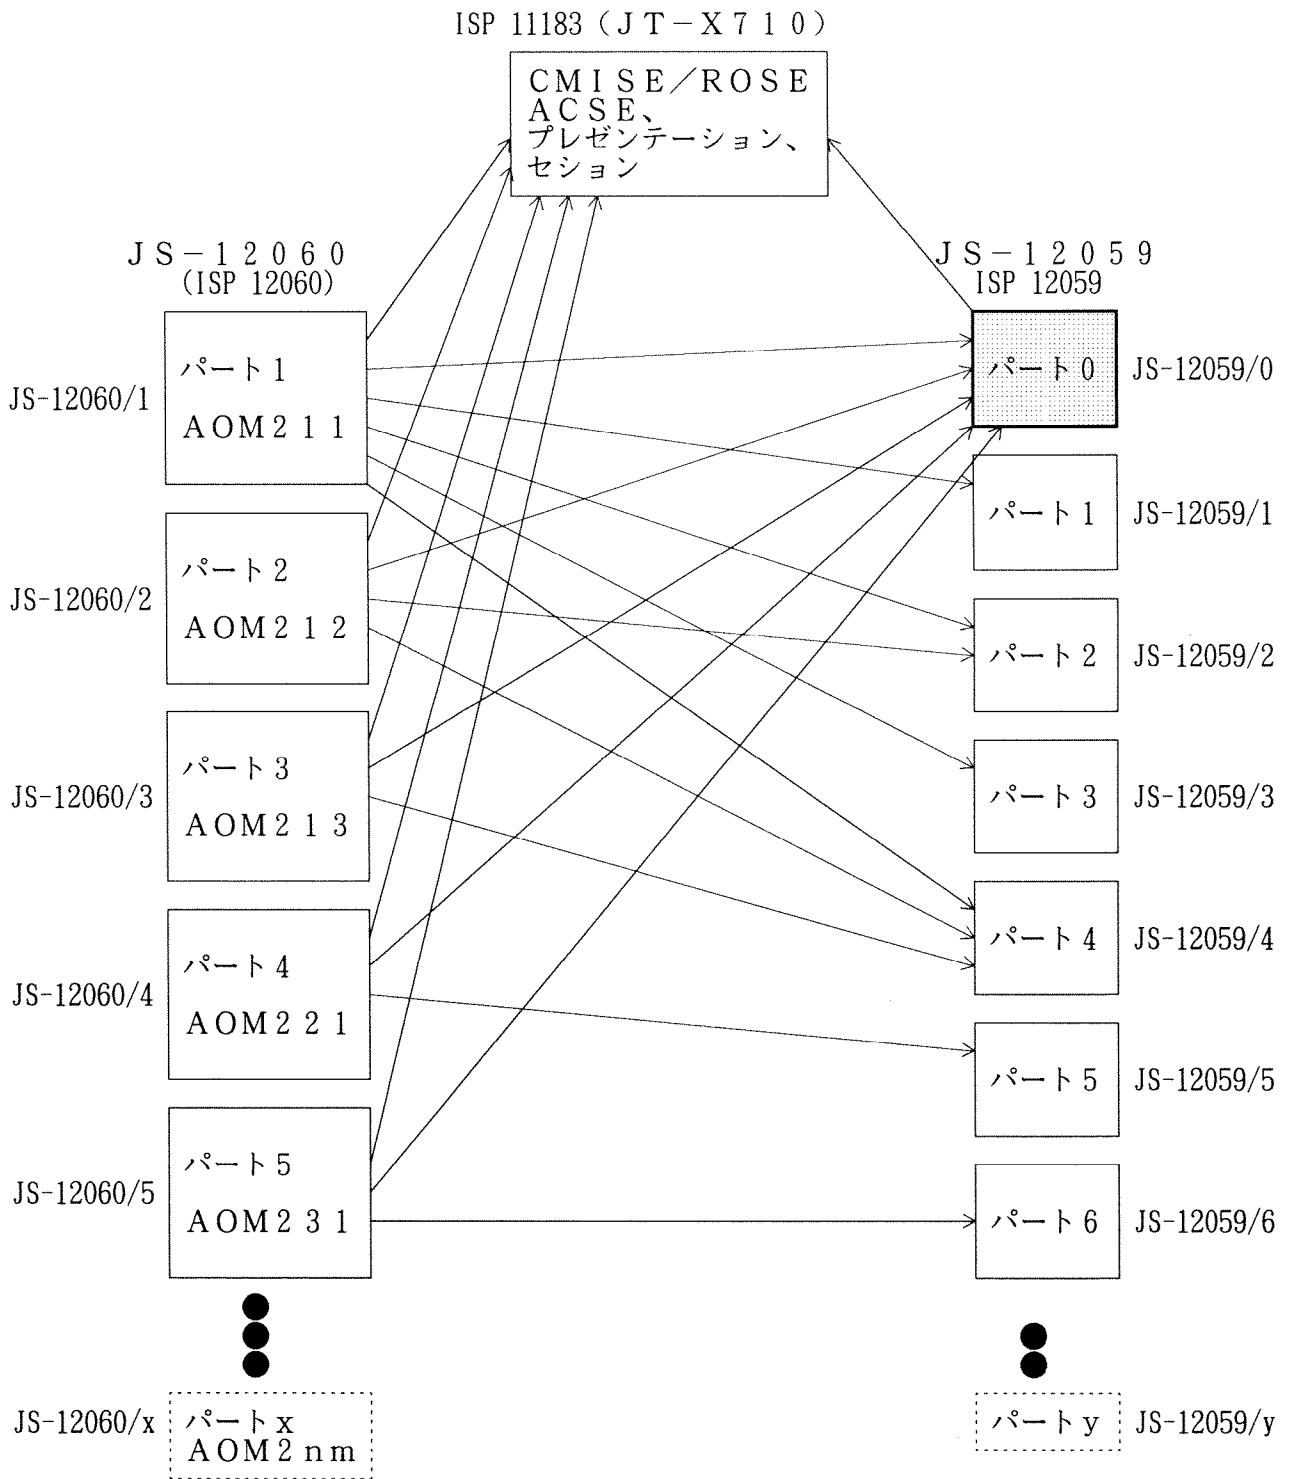 ISP 11183（ＪＴ－Ｘ７１０）
ＣＭＩＳＥ／ＲＯＳＥ
ＡＣＳＥ、
プレゼンテーション、
セション
ＪＳ－１２０６０
(ISP 12060)
ＪＳ－１２０５９
ISP 12059
JS-12060/1
パート１
ＡＯＭ２１１
JS-12060/2
パート２
ＡＯＭ２１２
JS-12060/3
パート３
ＡＯＭ２１３
JS-12060/4
パート４
ＡＯＭ２２１
JS-12060/5
パート５
ＡＯＭ２３１
JS-12060/x
パートｘ
ＡＯＭ２ｎｍ
パート０
JS-12059/0
パート１
JS-12059/1
パート２
JS-12059/2
パート３
JS-12059/3
パート４
JS-12059/4
パート５
JS-12059/5
パート６
JS-12059/6
パートｙ
JS-12059/y